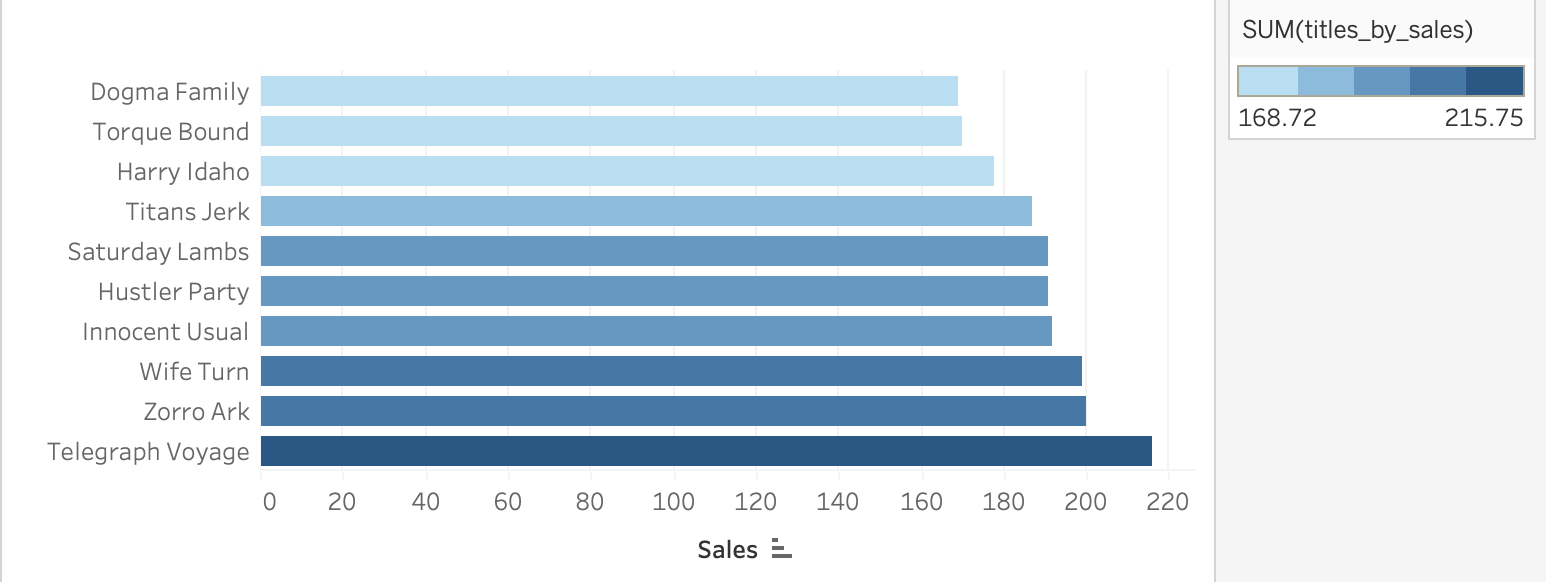 SUM(titles_by_sales)
168.72 215.75
Dogma Family
Torque Bound
Harry Idaho
Titans Jerk
Saturday Lambs
Hustler Party
Innocent Usual
Wife Turn
Zorro Ark
Telegraph Voyage
0 20 40 60 80 100 120 140 160 180 200 220
Sales